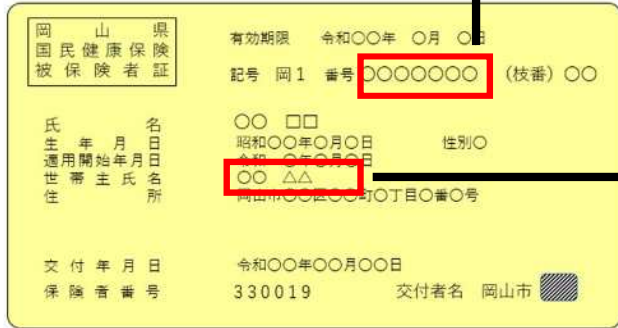 岡山県
国民健康保険
被保険者証
有効期限 令和〇〇年 〇月 〇日
記号 岡1 番号 〇〇〇〇〇〇〇 (枝番) 〇〇
氏名 〇〇 □□
生年月日 昭和〇〇年〇月〇日 性別〇
適用開始年月日 令和 〇年〇月〇日
世帯主氏名 〇〇 △△
住所 岡山市〇〇区〇〇町〇丁目〇番〇号
交付年月日 令和〇〇年〇〇月〇〇日
保険者番号 330019 交付者名 岡山市